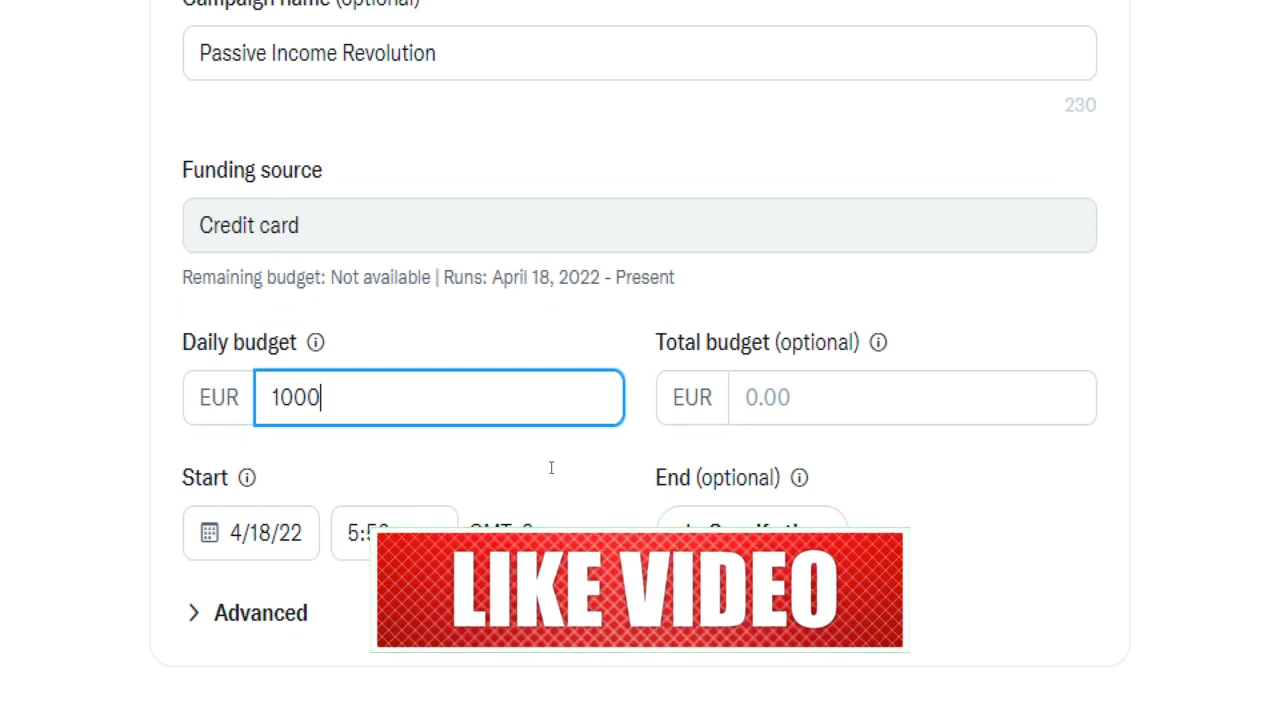 Campaign name (optional)
Passive Income Revolution
230
Funding source
Credit card
Remaining budget: Not available | Runs: April 18, 2022 - Present
Daily budget
Total budget (optional)
EUR 1000
EUR 0.00
Start
End (optional)
4/18/22
LIKE VIDEO
Advanced